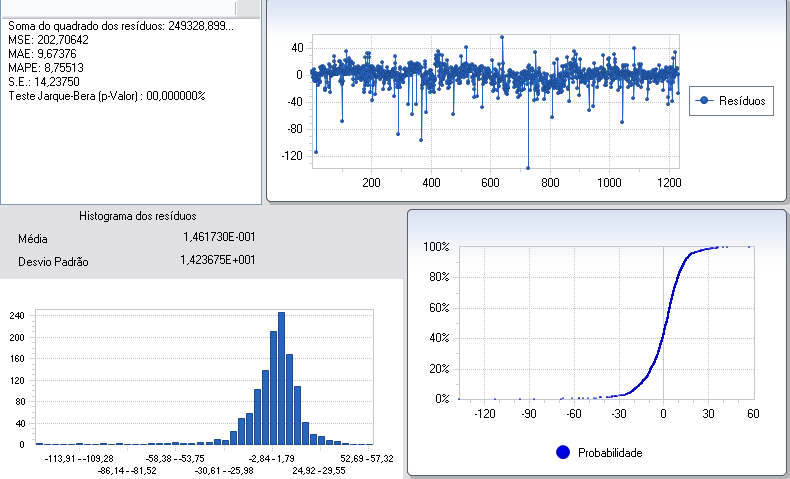 Soma do quadrado dos resíduos: 249328,899...
MSE: 202,70642
MAE: 9,67376
MAPE: 8,75513
S.E.: 14,23750
Teste Jarque-Bera (p-Valor) : 00,000000%
40
0
-40
-80
-120
200 400 600 800 1000 1200
Resíduos
Histograma dos resíduos
Média 1,461730E-001
Desvio Padrão 1,423675E+001
240
200
160
120
80
40
0
-113,91 - -109,28 -58,38 - -53,75 -2,84 - 1,79 52,69 - 57,32
-86,14 - -81,52 -30,61 - -25,98 24,92 - 29,55
100%
80%
60%
40%
20%
0%
-120 -90 -60 -30 0 30 60
Probabilidade